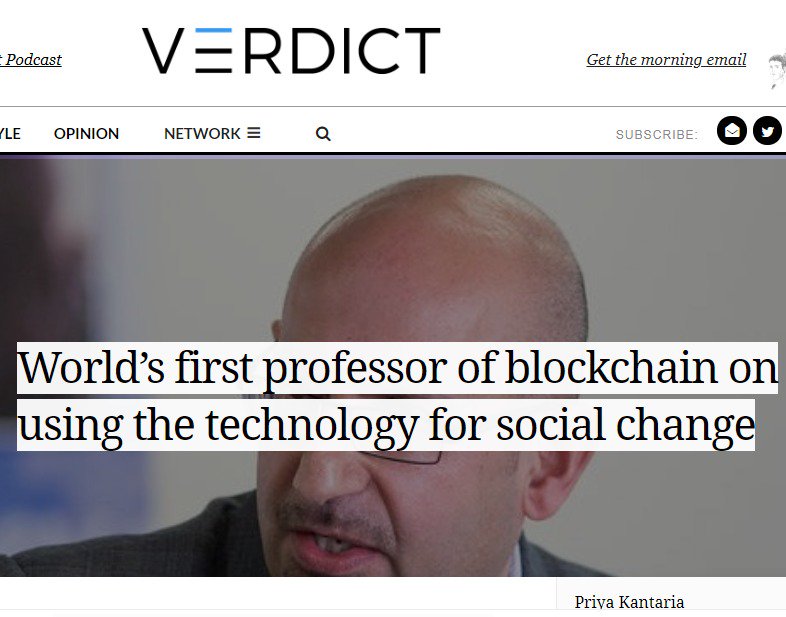 t Podcast
VERDICT
Get the morning email
YLE OPINION NETWORK
SUBSCRIBE:
World’s first professor of blockchain on
using the technology for social change
Priya Kantaria